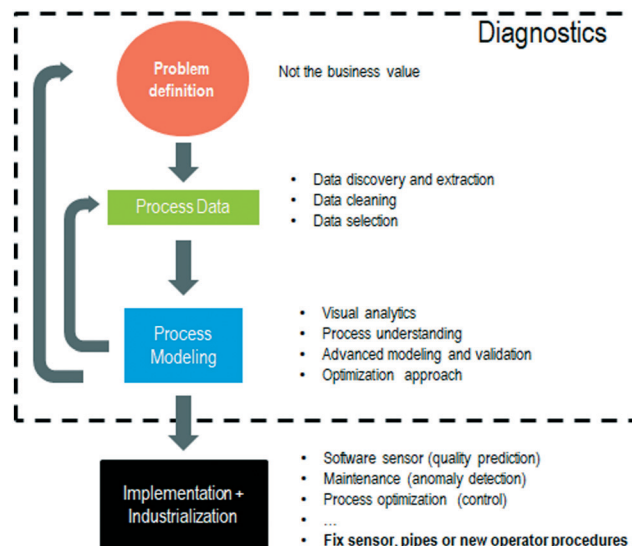 Diagnostics
Problem
definition
Not the business value
Process Data
• Data discovery and extraction
• Data cleaning
• Data selection
Process
Modeling
• Visual analytics
• Process understanding
• Advanced modeling and validation
• Optimization approach
Implementation +
Industrialization
• Software sensor (quality prediction)
• Maintenance (anomaly detection)
• Process optimization (control)
• ...
• Fix sensor, pipes or new operator procedures